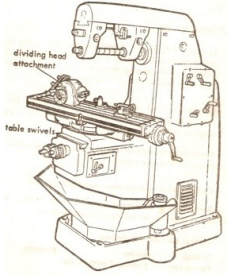 dividing head
attachment
table swivels